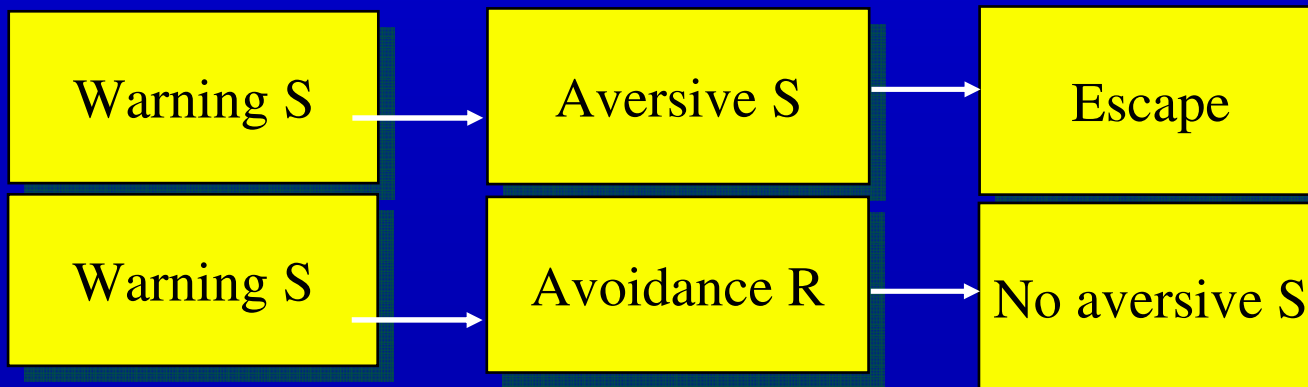 Warning S
Aversive S
Escape
Warning S
Avoidance R
No aversive S